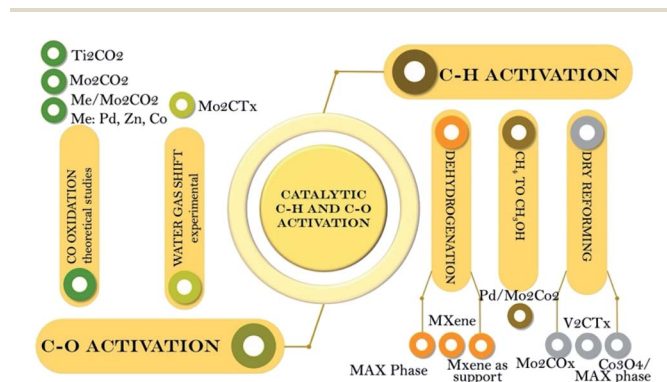 Ti2CO2
Mo2CO2
Me/Mo2CO2
Me: Pd, Zn, Co
Mo2CTx
CO OXIDATION
theoretical studies
WATER GAS SHIFT
experimental
C-O ACTIVATION
CATALYTIC
C-H AND C-O
ACTIVATION
C-H ACTIVATION
DEHYDROGENATION
CH4 TO CH3OH
DRY REFORMING
MAX Phase
MXene
Mxene as
support
Pd/Mo2Co2
Mo2COx
V2CTx
Co3O4/
MAX phase